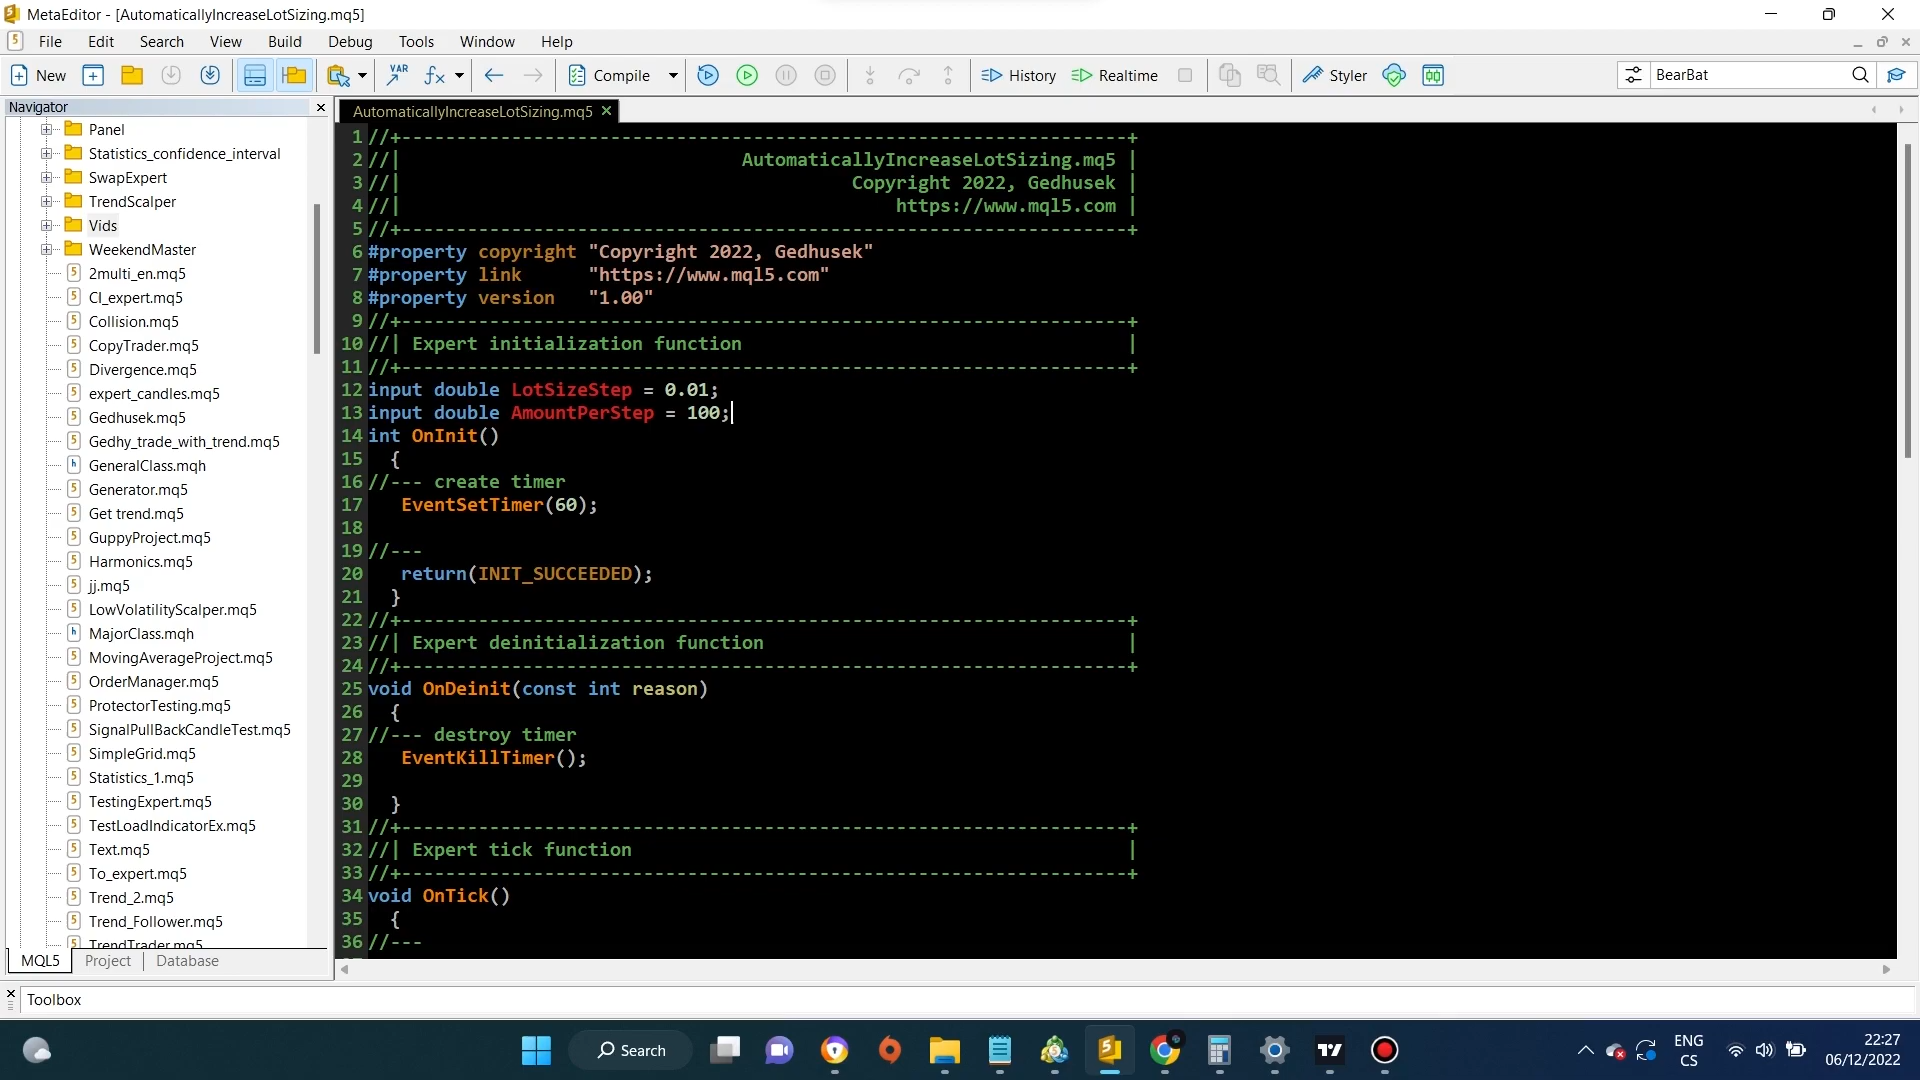 MetaEditor - [AutomaticallyIncreaseLotSizing.mq5]
File Edit Search View Build Debug Tools Window Help
New VAR Compile History Realtime Styler BearBat
Navigator
AutomaticallyIncreaseLotSizing.mq5
Panel
Statistics_confidence_interval
SwapExpert
TrendScalper
Vids
WeekendMaster
2multi_en.mq5
CI_expert.mq5
Collision.mq5
CopyTrader.mq5
Divergence.mq5
expert_candles.mq5
Gedhusek.mq5
Gedhy_trade_with_trend.mq5
GeneralClass.mqh
Generator.mq5
Get trend.mq5
GuppyProject.mq5
Harmonics.mq5
jj.mq5
LowVolatilityScalper.mq5
MajorClass.mqh
MovingAverageProject.mq5
OrderManager.mq5
ProtectorTesting.mq5
SignalPullBackCandleTest.mq5
SimpleGrid.mq5
Statistics_1.mq5
TestingExpert.mq5
TestLoadIndicatorEx.mq5
Text.mq5
To_expert.mq5
Trend_2.mq5
Trend_Follower.mq5
TrendTrader.mq5
MQL5 Project Database
1 //+------------------------------------------------------------------+
2 //| AutomaticallyIncreaseLotSizing.mq5 |
3 //| Copyright 2022, Gedhusek |
4 //| https://www.mql5.com |
5 //+------------------------------------------------------------------+
6 #property copyright "Copyright 2022, Gedhusek"
7 #property link "https://www.mql5.com"
8 #property version "1.00"
9 //+------------------------------------------------------------------+
10 //| Expert initialization function |
11 //+------------------------------------------------------------------+
12 input double LotSizeStep = 0.01;
13 input double AmountPerStep = 100;
14 int OnInit()
15 {
16 //--- create timer
17 EventSetTimer(60);
18
19 //---
20 return(INIT_SUCCEEDED);
21 }
22 //+------------------------------------------------------------------+
23 //| Expert deinitialization function |
24 //+------------------------------------------------------------------+
25 void OnDeinit(const int reason)
26 {
27 //--- destroy timer
28 EventKillTimer();
29
30 }
31 //+------------------------------------------------------------------+
32 //| Expert tick function |
33 //+------------------------------------------------------------------+
34 void OnTick()
35 {
36 //---
Toolbox
Search
ENG
CS
22:27
06/12/2022